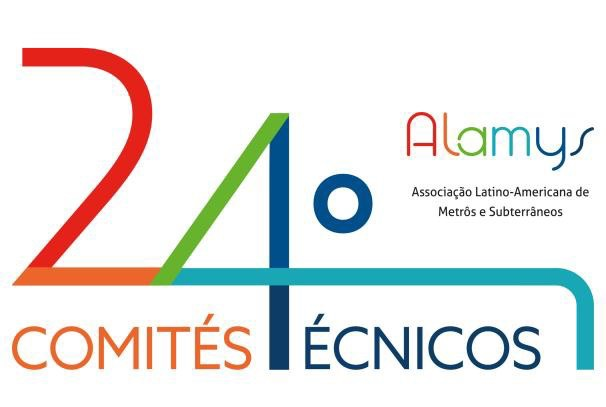 24º
Alamys
Associação Latino-Americana de
Metrôs e Subterrâneos
COMITÉS TÉCNICOS